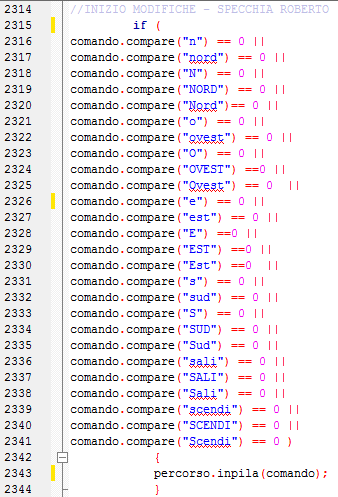 2314 //INIZIO MODIFICHE - SPECCHIA ROBERTO
2315 if (
2316 comando.compare("n") == 0 ||
2317 comando.compare("nord") == 0 ||
2318 comando.compare("N") == 0 ||
2319 comando.compare("NORD") == 0 ||
2320 comando.compare("Nord")== 0 ||
2321 comando.compare("o") == 0 ||
2322 comando.compare("ovest") == 0 ||
2323 comando.compare("O") == 0 ||
2324 comando.compare("OVEST") ==0 ||
2325 comando.compare("Ovest") == 0 ||
2326 comando.compare("e") == 0 ||
2327 comando.compare("est") == 0 ||
2328 comando.compare("E") ==0 ||
2329 comando.compare("EST") ==0 ||
2330 comando.compare("Est") ==0 ||
2331 comando.compare("s") == 0 ||
2332 comando.compare("sud") == 0 ||
2333 comando.compare("S") == 0 ||
2334 comando.compare("SUD") == 0 ||
2335 comando.compare("Sud") == 0 ||
2336 comando.compare("sali") == 0 ||
2337 comando.compare("SALI") == 0 ||
2338 comando.compare("Sali") == 0 ||
2339 comando.compare("scendi") == 0 ||
2340 comando.compare("SCENDI") == 0 ||
2341 comando.compare("Scendi") == 0 )
2342 {
2343 percorso.inpila(comando);
2344 }